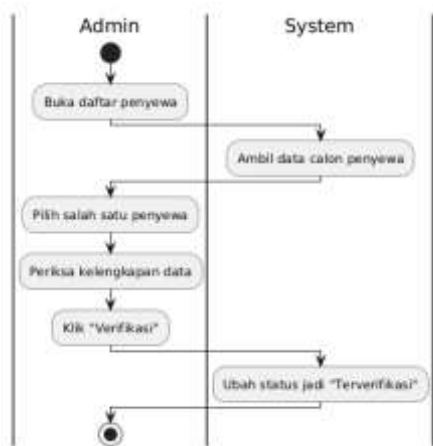 Admin
System
Buka daftar penyewa
Ambil data calon penyewa
Pilih salah satu penyewa
Periksa kelengkapan data
Klik "Verifikasi"
Ubah status jadi "Terverifikasi"